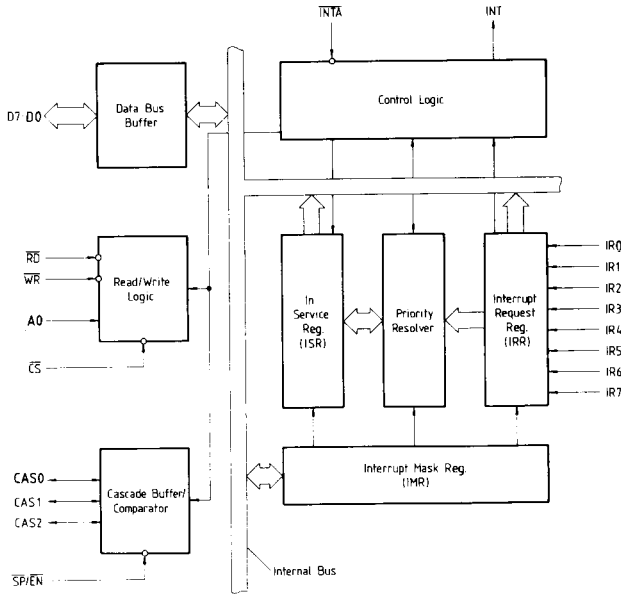 INTA
INT
Control Logic
Data Bus
Buffer
D7-D0
RD
WR
A0
Read/Write
Logic
CS
In
Service
Reg.
(ISR)
Priority
Resolver
Interrupt
Request
Reg.
(IRR)
IR0
IR1
IR2
IR3
IR4
IR5
IR6
IR7
Interrupt Mask Reg.
(IMR)
CAS0
CAS1
CAS2
Cascade Buffer/
Comparator
SP/EN
Internal Bus